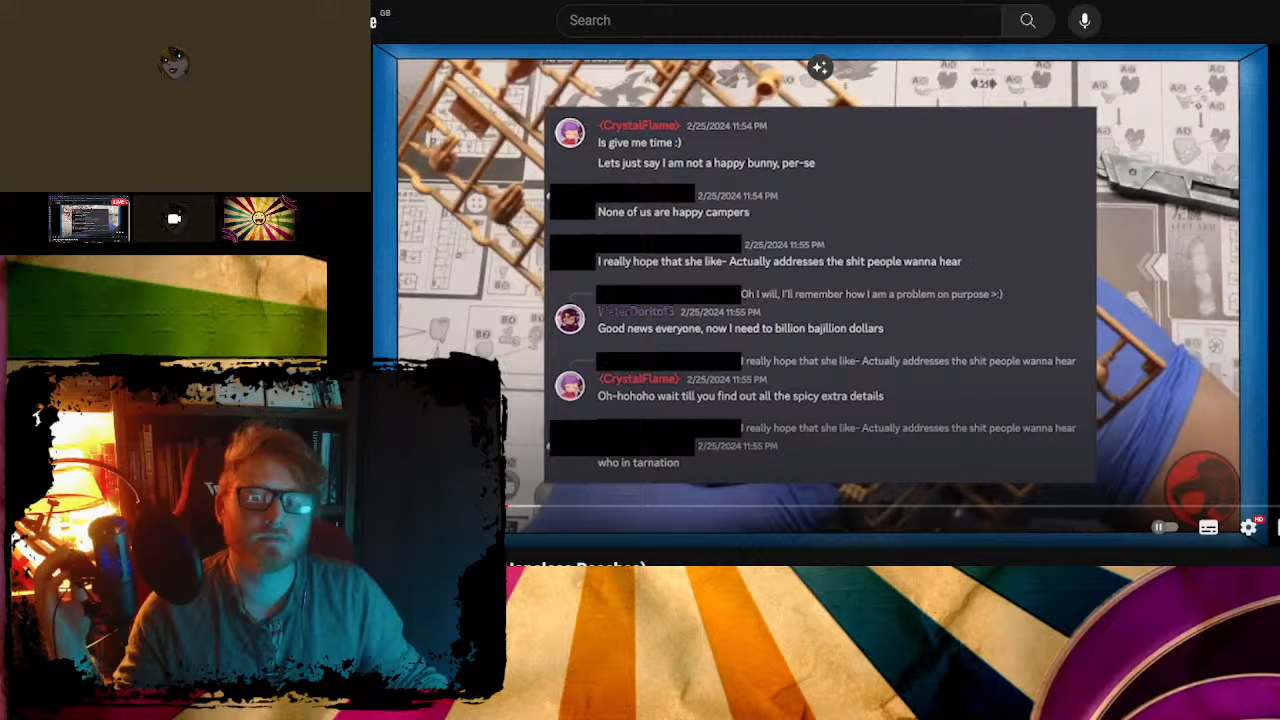 GB
Search
LIVE
<CrystalFlame> 2/25/2024 11:54 PM
Is give me time :)
Lets just say I am not a happy bunny, per-se
2/25/2024 11:54 PM
None of us are happy campers
2/25/2024 11:55 PM
I really hope that she like- Actually addresses the shit people wanna hear
Oh I will, I'll remember how I am a problem on purpose >:)
2/25/2024 11:55 PM
Good news everyone, now I need to billion bajillion dollars
I really hope that she like- Actually addresses the shit people wanna hear
<CrystalFlame> 2/25/2024 11:55 PM
Oh-hohoho wait till you find out all the spicy extra details
I really hope that she like- Actually addresses the shit people wanna hear
2/25/2024 11:55 PM
who in tarnation
HD